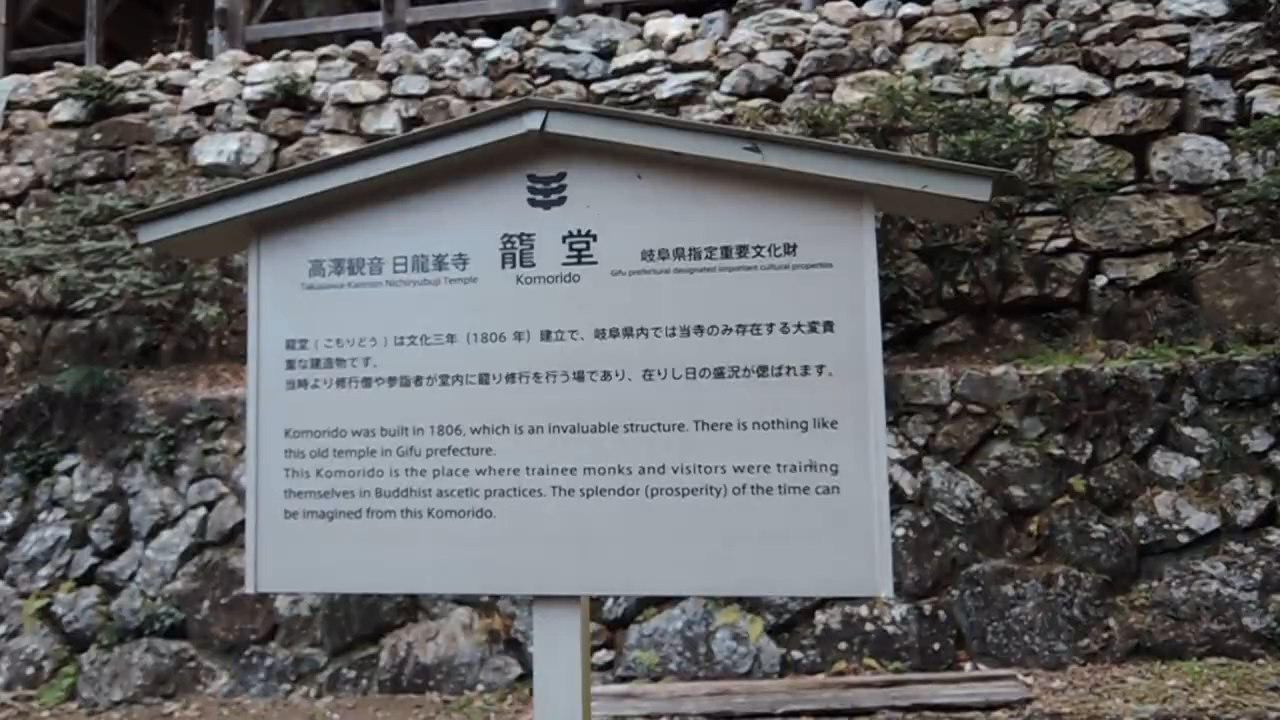 籠堂
Komorido
高澤観音 日龍峯寺
Takasawa-Kannon Nichiryubuji Temple
岐阜県指定重要文化財
Gifu prefectural designated important cultural properties
籠堂(こもりどう)は文化三年(1806 年)建立で、岐阜県内では当寺のみ存在する大変貴
重な建造物です。
当時より修行僧や参詣者が堂内に籠り修行を行う場であり、在りし日の盛況が偲ばれます。
Komorido was built in 1806, which is an invaluable structure. There is nothing like
this old temple in Gifu prefecture.
This Komorido is the place where trainee monks and visitors were training
themselves in Buddhist ascetic practices. The splendor (prosperity) of the time can
be imagined from this Komorido.